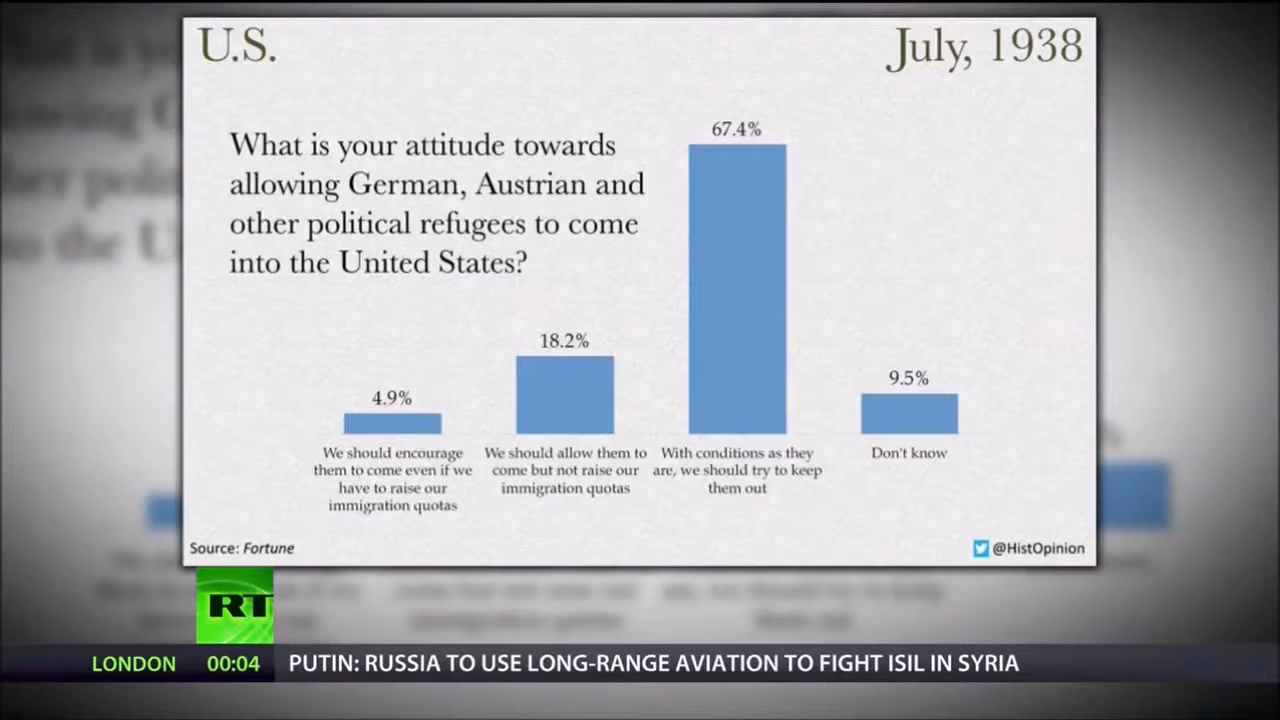 U.S.
July, 1938
What is your attitude towards
allowing German, Austrian and
other political refugees to come
into the United States?
4.9%
18.2%
67.4%
9.5%
We should encourage
them to come even if we
have to raise our
immigration quotas
We should allow them to
come but not raise our
immigration quotas
With conditions as they
are, we should try to keep
them out
Don't know
Source: Fortune
@HistOpinion
RT
LONDON 00:04 PUTIN: RUSSIA TO USE LONG-RANGE AVIATION TO FIGHT ISIL IN SYRIA